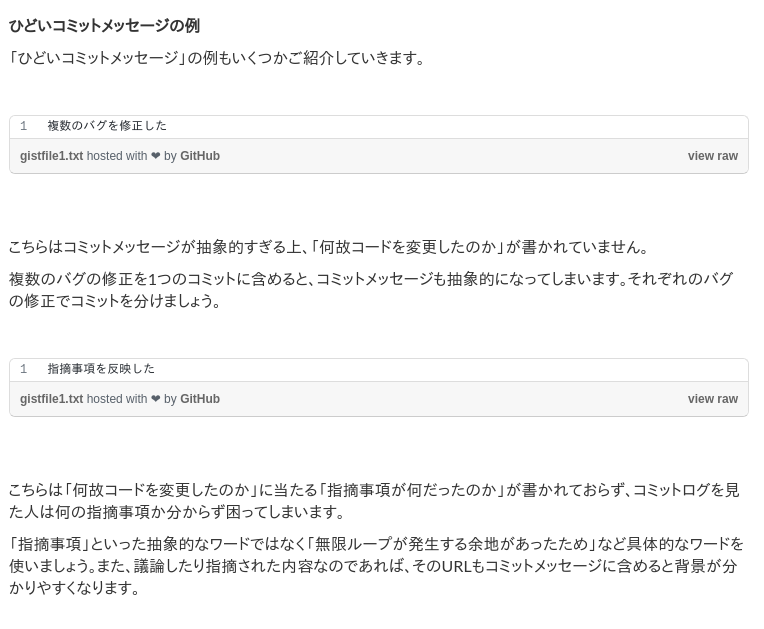 ひどいコミットメッセージの例
「ひどいコミットメッセージ」の例もいくつかご紹介していきます。
1 複数のバグを修正した
gistfile1.txt hosted with ❤ by GitHub view raw
こちらはコミットメッセージが抽象的すぎる上、「何故コードを変更したのか」が書かれていません。
複数のバグの修正を1つのコミットに含めると、コミットメッセージも抽象的になってしまいます。それぞれのバグ
の修正でコミットを分けましょう。
1 指摘事項を反映した
gistfile1.txt hosted with ❤ by GitHub view raw
こちらは「何故コードを変更したのか」に当たる「指摘事項が何だったのか」が書かれておらず、コミットログを見
た人は何の指摘事項か分からず困ってしまいます。
「指摘事項」といった抽象的なワードではなく「無限ループが発生する余地があったため」など具体的なワードを
使いましょう。また、議論したり指摘された内容なのであれば、そのURLもコミットメッセージに含めると背景が分
かりやすくなります。